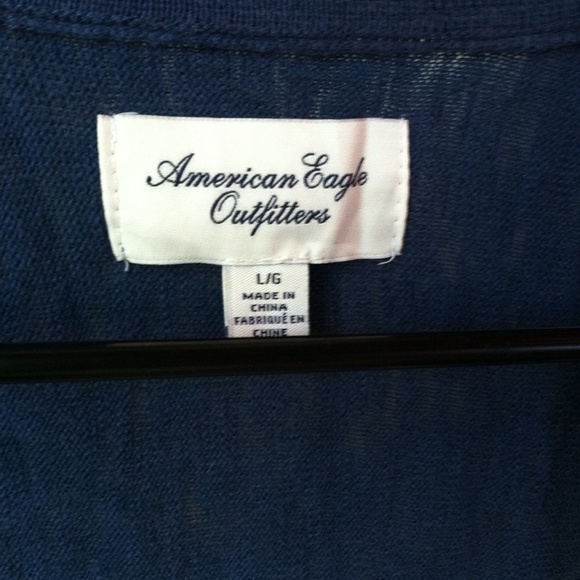 American Eagle
Outfitters
L/G
MADE IN
CHINA
FABRIQUÉ EN
CHINE